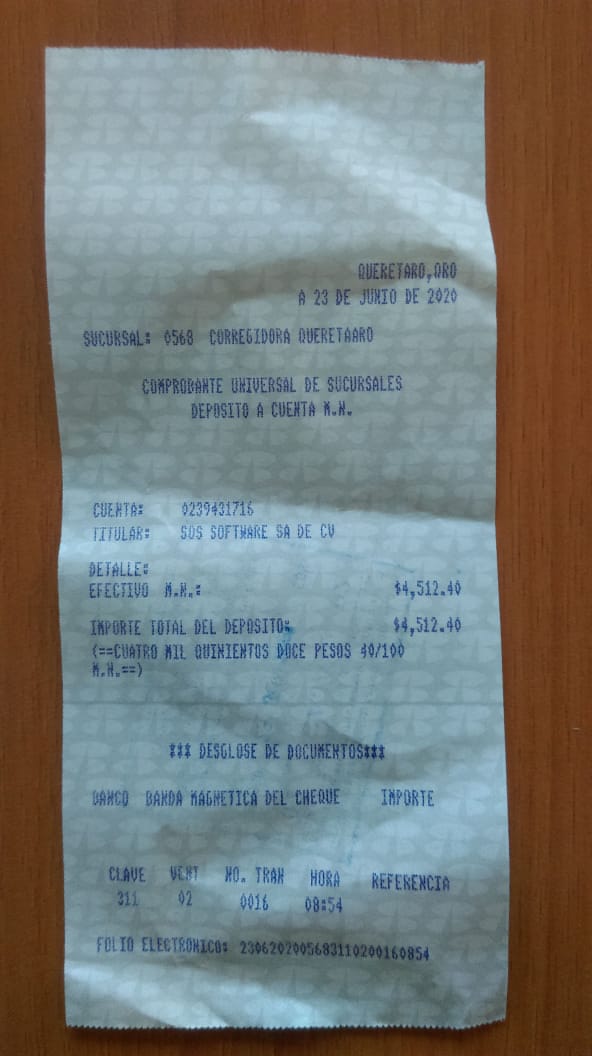 QUERETARO,QRO
A 23 DE JUNIO DE 2020
SUCURSAL: 0568 CORREGIDORA QUERETAARO
COMPROBANTE UNIVERSAL DE SUCURSALES
DEPOSITO A CUENTA M.N.
CUENTA: 0239431716
TITULAR: SOS SOFTWARE SA DE CV
DETALLE:
EFECTIVO M.N.: $4,512.40
IMPORTE TOTAL DEL DEPOSITO: $4,512.40
(==CUATRO MIL QUINIENTOS DOCE PESOS 40/100
M.N.==)
*** DESGLOSE DE DOCUMENTOS***
BANCO BANDA MAGNETICA DEL CHEQUE IMPORTE
CLAVE VENT NO. TRAN HORA REFERENCIA
311 02 0016 08:54
FOLIO ELECTRONICO: 2306202005683110200160854